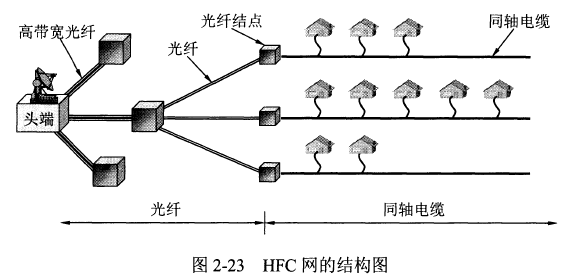 高带宽光纤
光纤结点
同轴电缆
光纤
头端
光纤
同轴电缆
图 2-23 HFC 网的结构图